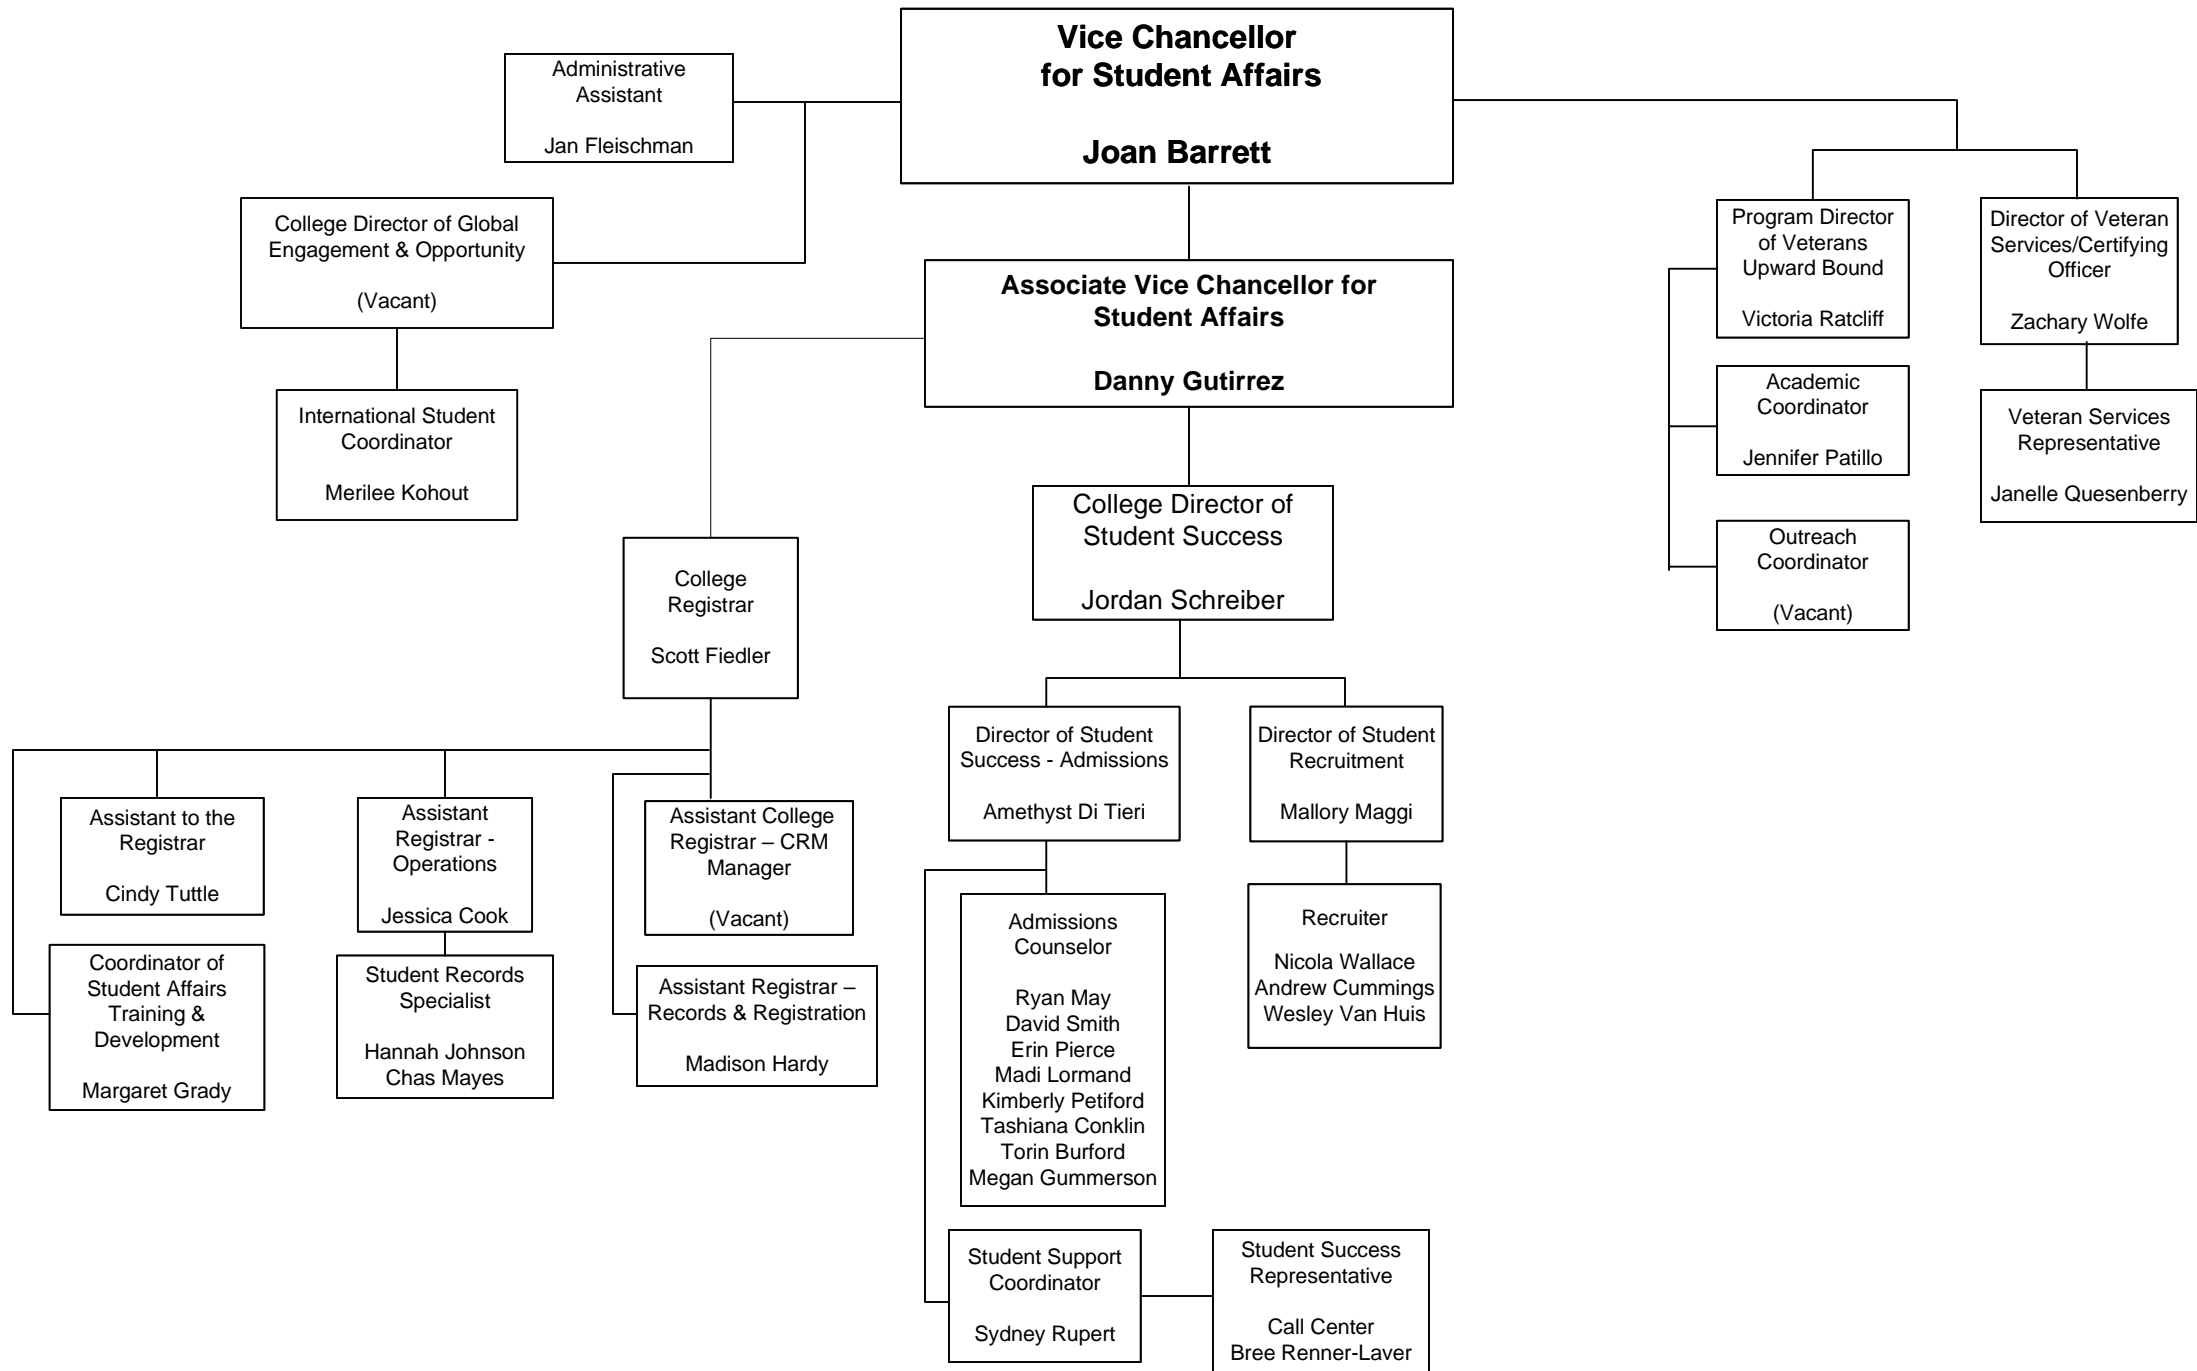 Vice Chancellor
for Student Affairs
Joan Barrett
Administrative
Assistant
Jan Fleischman
College Director of Global
Engagement & Opportunity
(Vacant)
International Student
Coordinator
Merilee Kohout
Associate Vice Chancellor for
Student Affairs
Danny Gutirrez
Program Director
of Veterans
Upward Bound
Victoria Ratcliff
Academic
Coordinator
Jennifer Patillo
Outreach
Coordinator
(Vacant)
Director of Veteran
Services/Certifying
Officer
Zachary Wolfe
Veteran Services
Representative
Janelle Quesenberry
College
Registrar
Scott Fiedler
College Director of
Student Success
Jordan Schreiber
Assistant to the
Registrar
Cindy Tuttle
Coordinator of
Student Affairs
Training &
Development
Margaret Grady
Assistant
Registrar -
Operations
Jessica Cook
Student Records
Specialist
Hannah Johnson
Chas Mayes
Assistant College
Registrar – CRM
Manager
(Vacant)
Assistant Registrar –
Records & Registration
Madison Hardy
Director of Student
Success - Admissions
Amethyst Di Tieri
Admissions
Counselor
Ryan May
David Smith
Erin Pierce
Madi Lormand
Kimberly Petiford
Tashiana Conklin
Torin Burford
Megan Gummerson
Director of Student
Recruitment
Mallory Maggi
Recruiter
Nicola Wallace
Andrew Cummings
Wesley Van Huis
Student Support
Coordinator
Sydney Rupert
Student Success
Representative
Call Center
Bree Renner-Laver